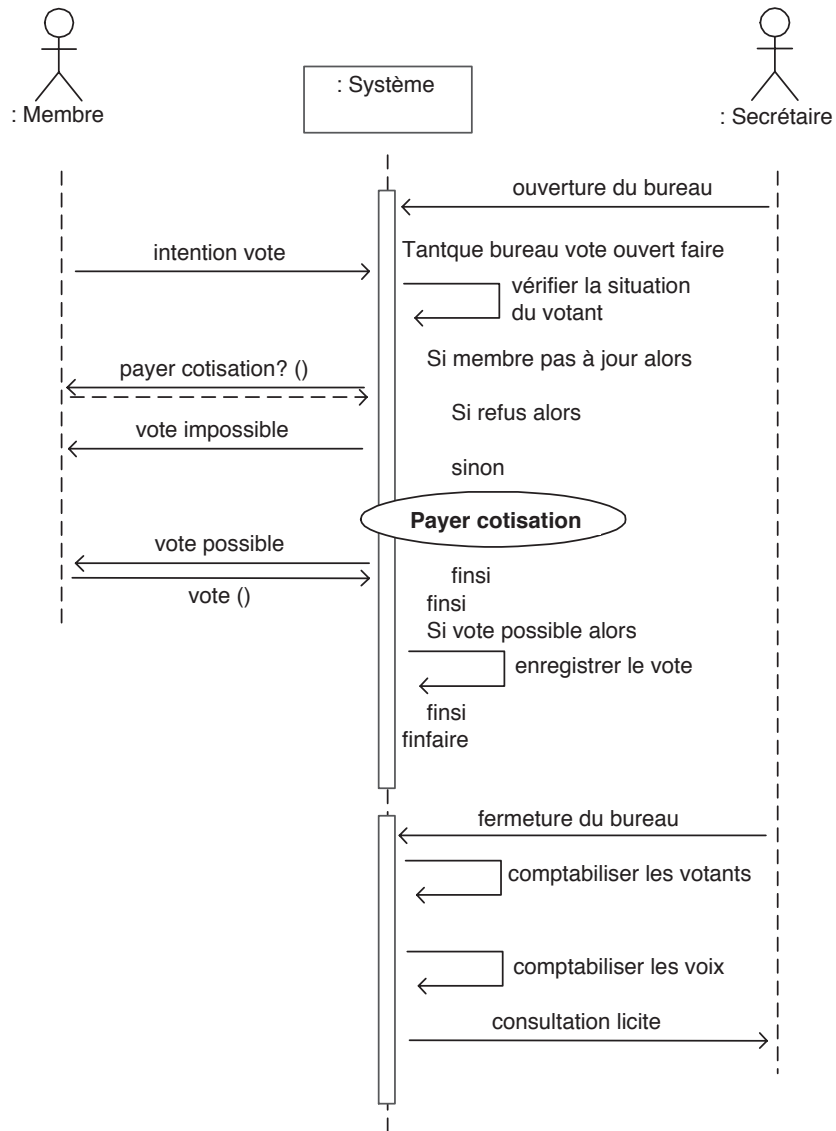 : Membre
: Système
: Secrétaire
ouverture du bureau
intention vote
Tantque bureau vote ouvert faire
vérifier la situation
du votant
Si membre pas à jour alors
payer cotisation? ()
Si refus alors
vote impossible
sinon
Payer cotisation
vote possible
finsi
vote ()
finsi
Si vote possible alors
enregistrer le vote
finsi
finfaire
fermeture du bureau
comptabiliser les votants
comptabiliser les voix
consultation licite